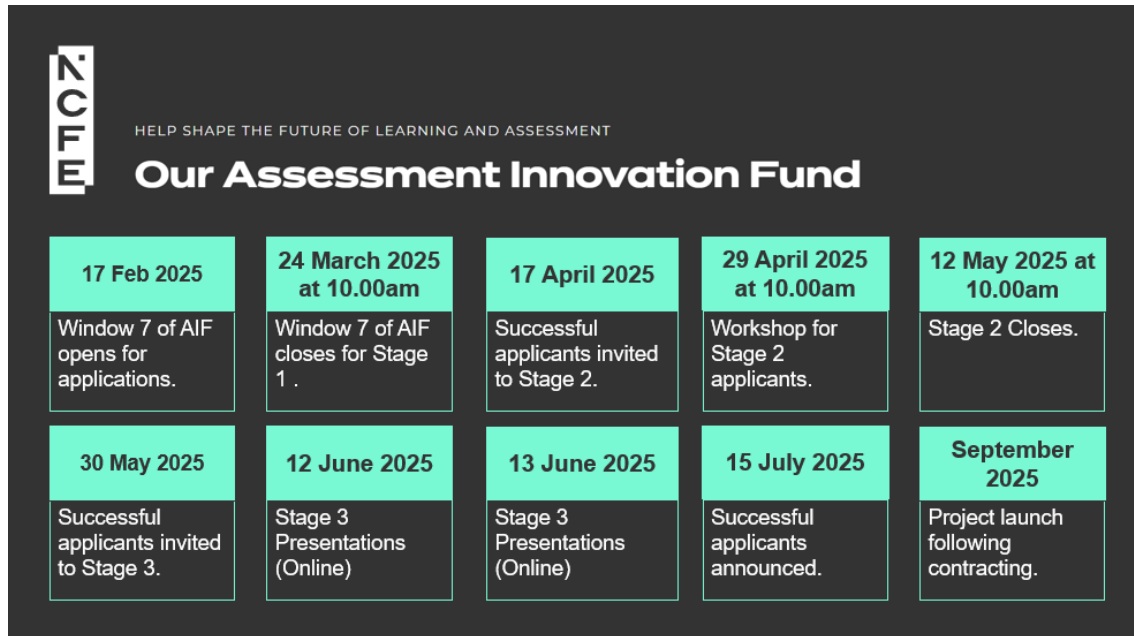 NCFE
HELP SHAPE THE FUTURE OF LEARNING AND ASSESSMENT
Our Assessment Innovation Fund
17 Feb 2025
Window 7 of AIF
opens for
applications.
24 March 2025
at 10.00am
Window 7 of AIF
closes for Stage
1 .
17 April 2025
Successful
applicants invited
to Stage 2.
29 April 2025
at 10.00am
Workshop for
Stage 2
applicants.
12 May 2025 at
10.00am
Stage 2 Closes.
30 May 2025
Successful
applicants invited
to Stage 3.
12 June 2025
Stage 3
Presentations
(Online)
13 June 2025
Stage 3
Presentations
(Online)
15 July 2025
Successful
applicants
announced.
September
2025
Project launch
following
contracting.